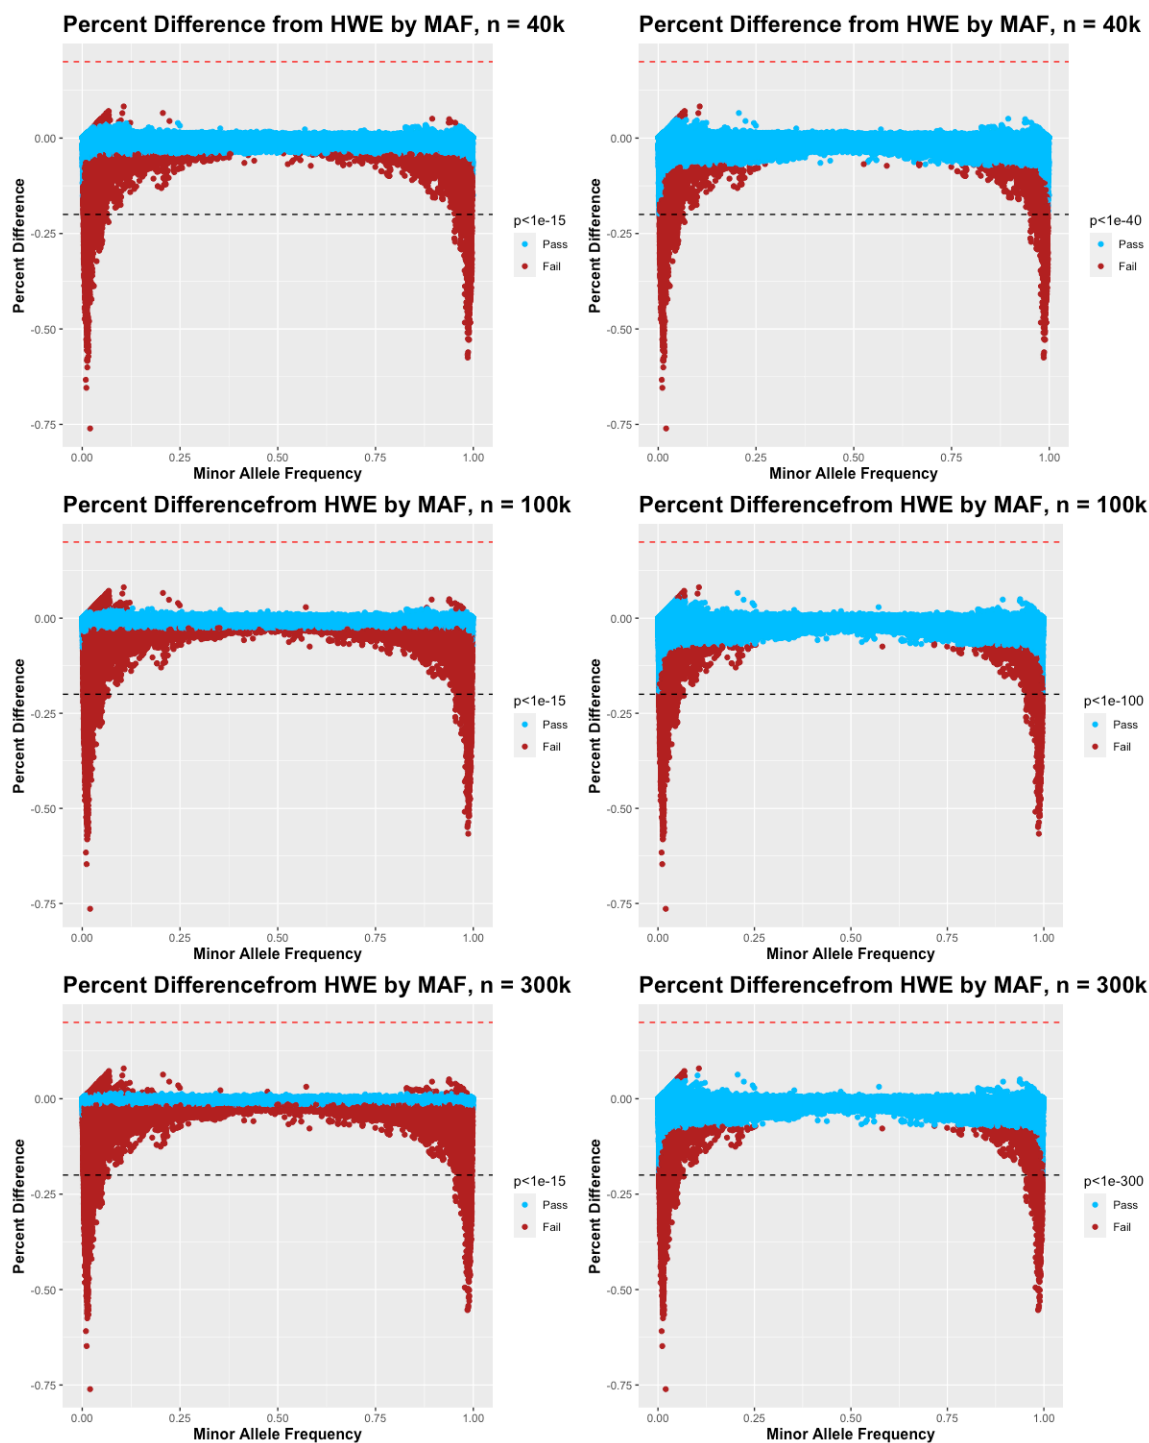 Percent Difference from HWE by MAF, n = 40k
Percent Difference
0.00
-0.25
-0.50
-0.75
0.00 0.25 0.50 0.75 1.00
Minor Allele Frequency
p<1e-15
Pass
Fail
Percent Difference from HWE by MAF, n = 40k
Percent Difference
0.00
-0.25
-0.50
-0.75
0.00 0.25 0.50 0.75 1.00
Minor Allele Frequency
p<1e-40
Pass
Fail
Percent Differencefrom HWE by MAF, n = 100k
Percent Difference
0.00
-0.25
-0.50
-0.75
0.00 0.25 0.50 0.75 1.00
Minor Allele Frequency
p<1e-15
Pass
Fail
Percent Differencefrom HWE by MAF, n = 100k
Percent Difference
0.00
-0.25
-0.50
-0.75
0.00 0.25 0.50 0.75 1.00
Minor Allele Frequency
p<1e-100
Pass
Fail
Percent Differencefrom HWE by MAF, n = 300k
Percent Difference
0.00
-0.25
-0.50
-0.75
0.00 0.25 0.50 0.75 1.00
Minor Allele Frequency
p<1e-15
Pass
Fail
Percent Differencefrom HWE by MAF, n = 300k
Percent Difference
0.00
-0.25
-0.50
-0.75
0.00 0.25 0.50 0.75 1.00
Minor Allele Frequency
p<1e-300
Pass
Fail